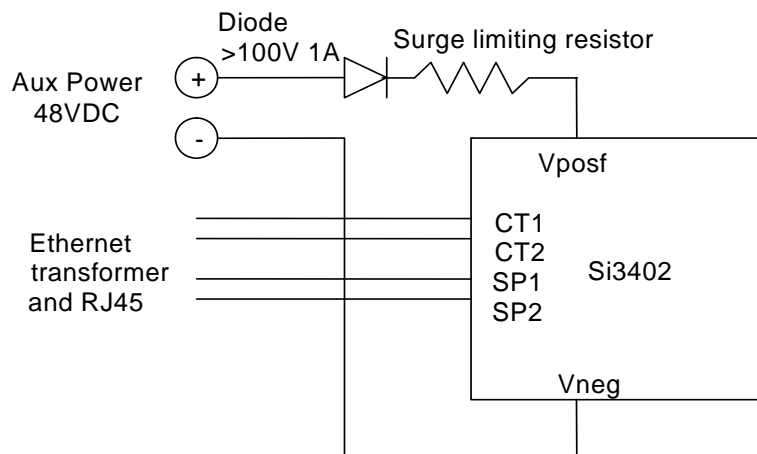 Diode
>100V 1A
Surge limiting resistor
Aux Power
48VDC
+
-
Vposf
CT1
CT2
SP1
SP2
Si3402
Ethernet
transformer
and RJ45
Vneg